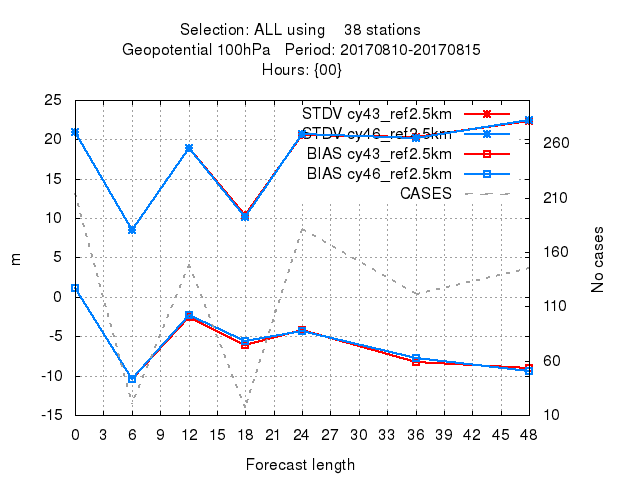 Selection: ALL using 38 stations
Geopotential 100hPa Period: 20170810-20170815
Hours: {00}
25
20
15
10
5
0
-5
-10
-15
m
STDV cy43_ref2.5km
STDV cy46_ref2.5km
BIAS cy43_ref2.5km
BIAS cy46_ref2.5km
CASES
260
210
160
110
60
10
No cases
0 3 6 9 12 15 18 21 24 27 30 33 36 39 42 45 48
Forecast length